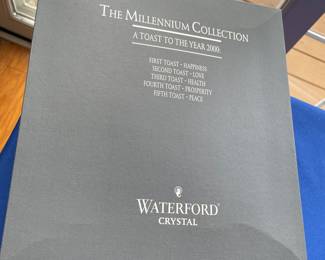 THE MILLENNIUM COLLECTION
A TOAST TO THE YEAR 2000:
FIRST TOAST - HAPPINESS
SECOND TOAST - LOVE
THIRD TOAST - HEALTH
FOURTH TOAST - PROSPERITY
FIFTH TOAST - PEACE
WATERFORD
CRYSTAL